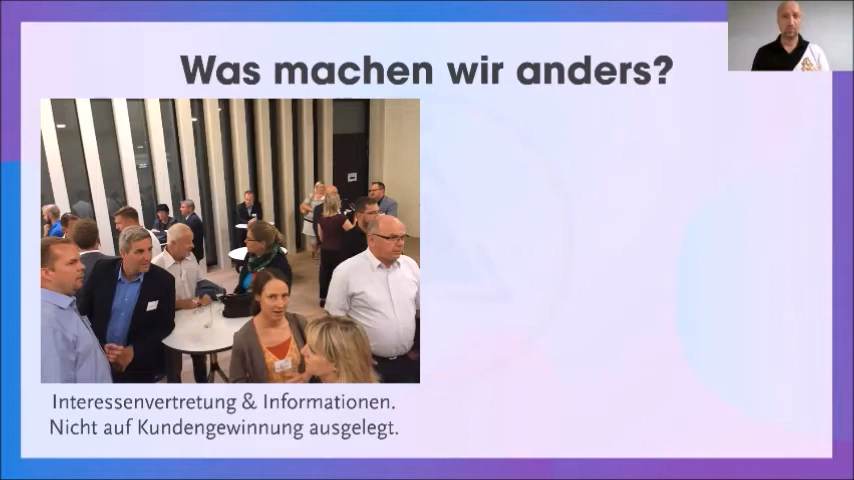 Was machen wir anders?
Interessenvertretung & Informationen.
Nicht auf Kundengewinnung ausgelegt.